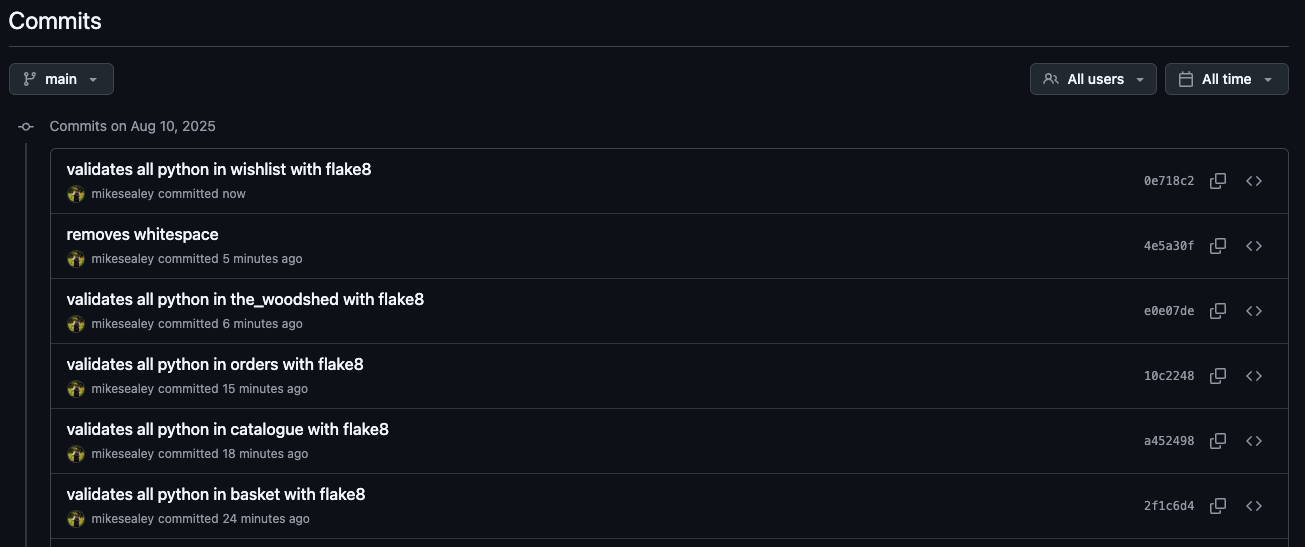 Commits
main
All users
All time
Commits on Aug 10, 2025
validates all python in wishlist with flake8
mikesealey committed now
0e718c2
removes whitespace
mikesealey committed 5 minutes ago
4e5a30f
validates all python in the_woodshed with flake8
mikesealey committed 6 minutes ago
e0e07de
validates all python in orders with flake8
mikesealey committed 15 minutes ago
10c2248
validates all python in catalogue with flake8
mikesealey committed 18 minutes ago
a452498
validates all python in basket with flake8
mikesealey committed 24 minutes ago
2f1c6d4